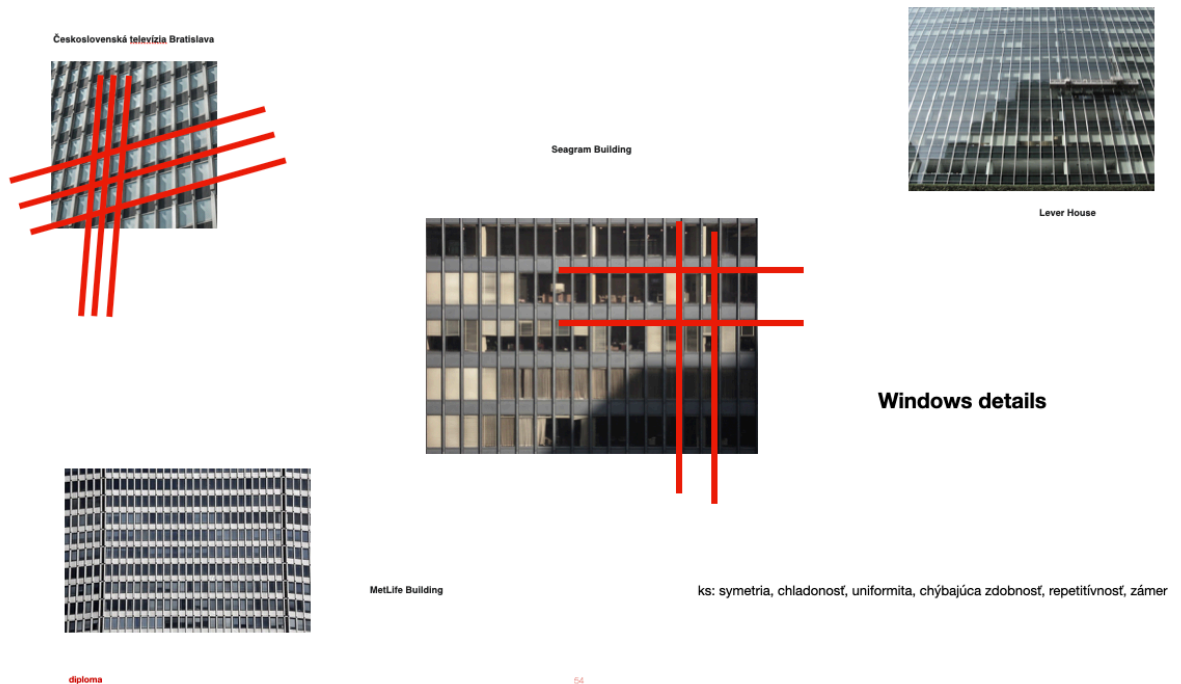 Československá televízia Bratislava
Seagram Building
Lever House
Windows details
MetLife Building
ks: symetria, chladonosť, uniformita, chýbajúca zdobnosť, repetitívnosť, zámer
diploma
54